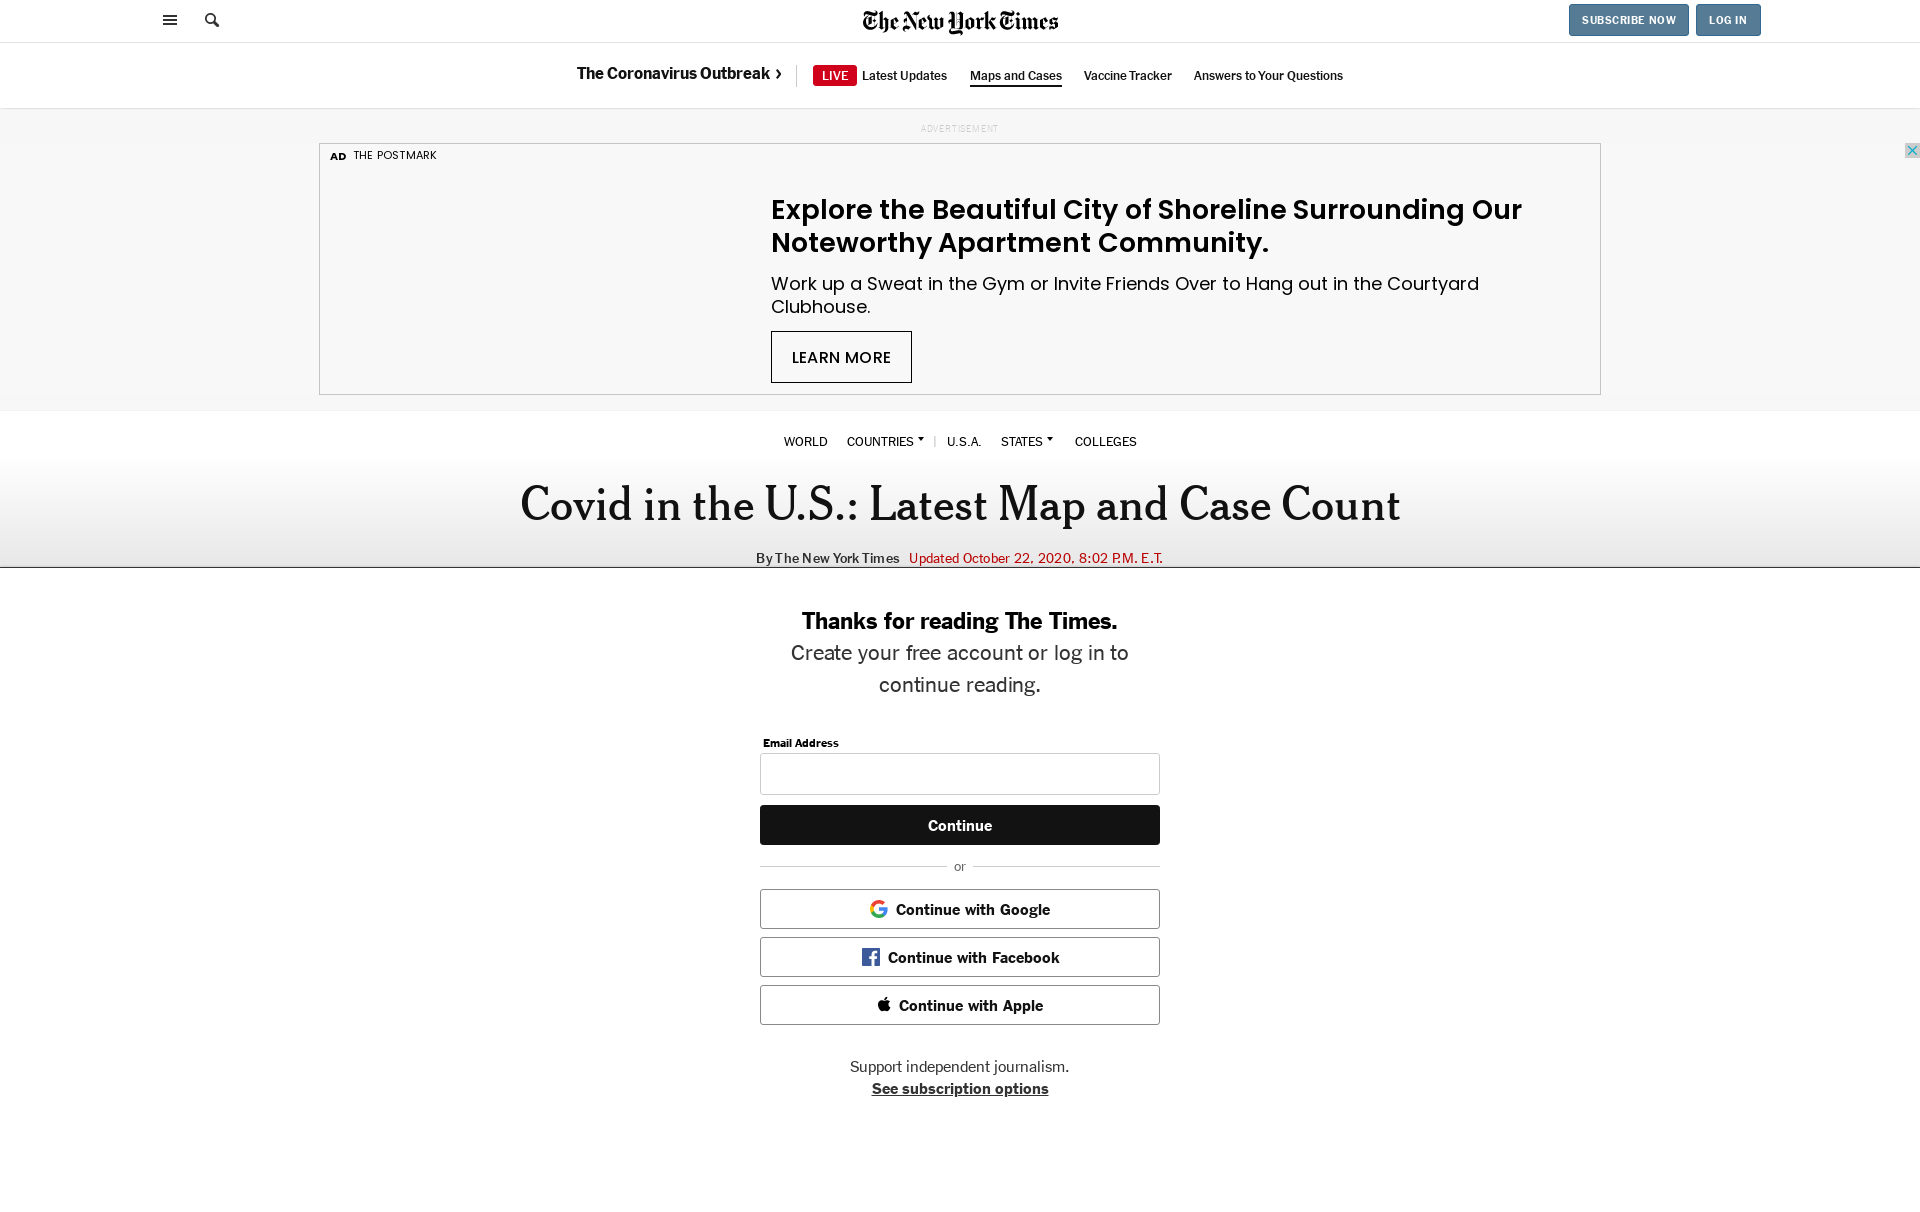 The New York Times
SUBSCRIBE NOW
LOG IN
The Coronavirus Outbreak ›
LIVE Latest Updates
Maps and Cases
Vaccine Tracker
Answers to Your Questions
ADVERTISEMENT
AD THE POSTMARK
Explore the Beautiful City of Shoreline Surrounding Our
Noteworthy Apartment Community.
Work up a Sweat in the Gym or Invite Friends Over to Hang out in the Courtyard
Clubhouse.
LEARN MORE
WORLD COUNTRIES | U.S.A. STATES COLLEGES
Covid in the U.S.: Latest Map and Case Count
By The New York Times Updated October 22, 2020, 8:02 P.M. E.T.
Thanks for reading The Times.
Create your free account or log in to
continue reading.
Email Address
Continue
or
Continue with Google
Continue with Facebook
Continue with Apple
Support independent journalism.
See subscription options